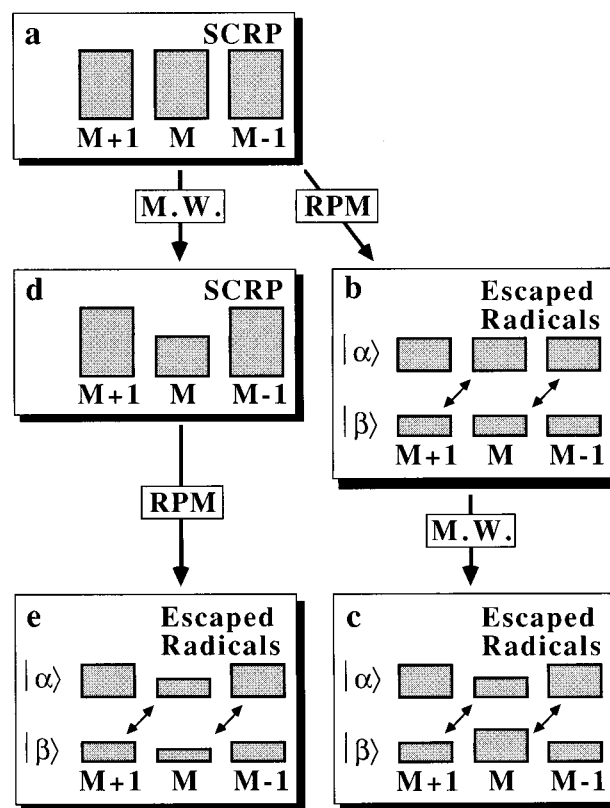 a
SCRP
M+1 M M-1
M.W.
RPM
d
SCRP
M+1 M M-1
b
Escaped
Radicals
|α⟩
|β⟩
M+1 M M-1
RPM
M.W.
e
Escaped
Radicals
|α⟩
|β⟩
M+1 M M-1
c
Escaped
Radicals
|α⟩
|β⟩
M+1 M M-1